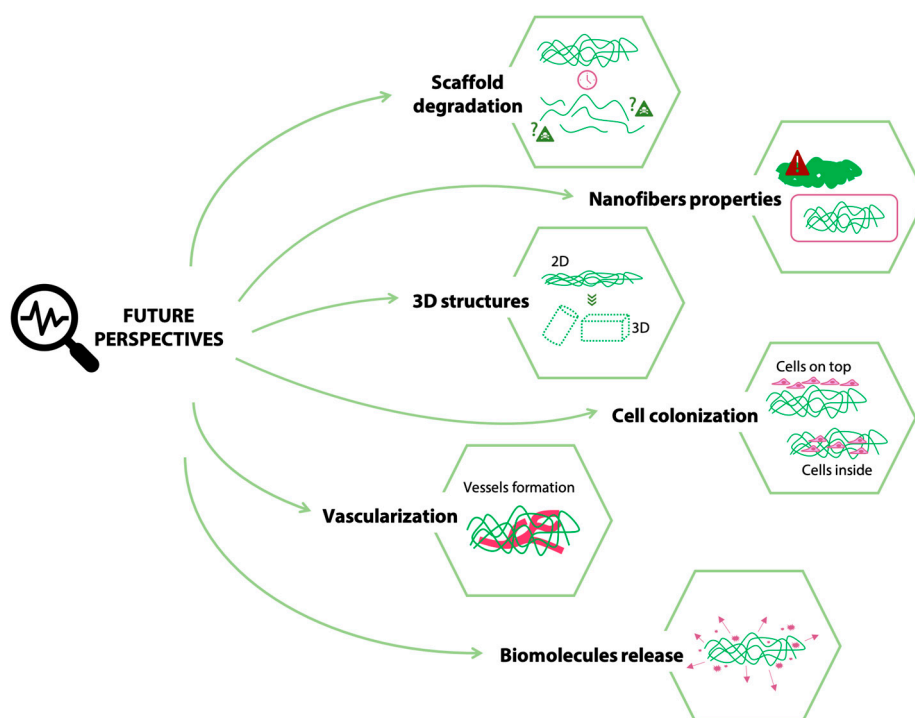 Scaffold
degradation
?
?
Nanofibers properties
!
2D
3D structures
3D
FUTURE
PERSPECTIVES
Cells on top
Cell colonization
Cells inside
Vessels formation
Vascularization
Biomolecules release